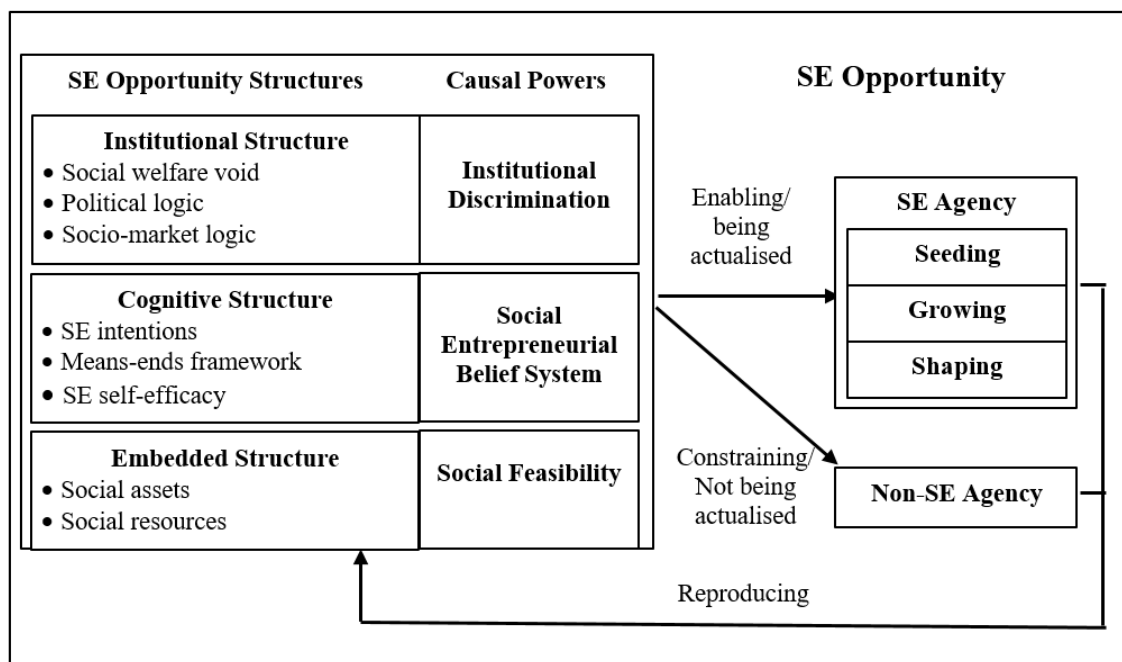 SE Opportunity Structures
Causal Powers
SE Opportunity
Institutional Structure
• Social welfare void
• Political logic
• Socio-market logic
Institutional
Discrimination
Cognitive Structure
• SE intentions
• Means-ends framework
• SE self-efficacy
Social
Entrepreneurial
Belief System
Embedded Structure
• Social assets
• Social resources
Social Feasibility
Enabling/
being
actualised
Constraining/
Not being
actualised
SE Agency
Seeding
Growing
Shaping
Non-SE Agency
Reproducing